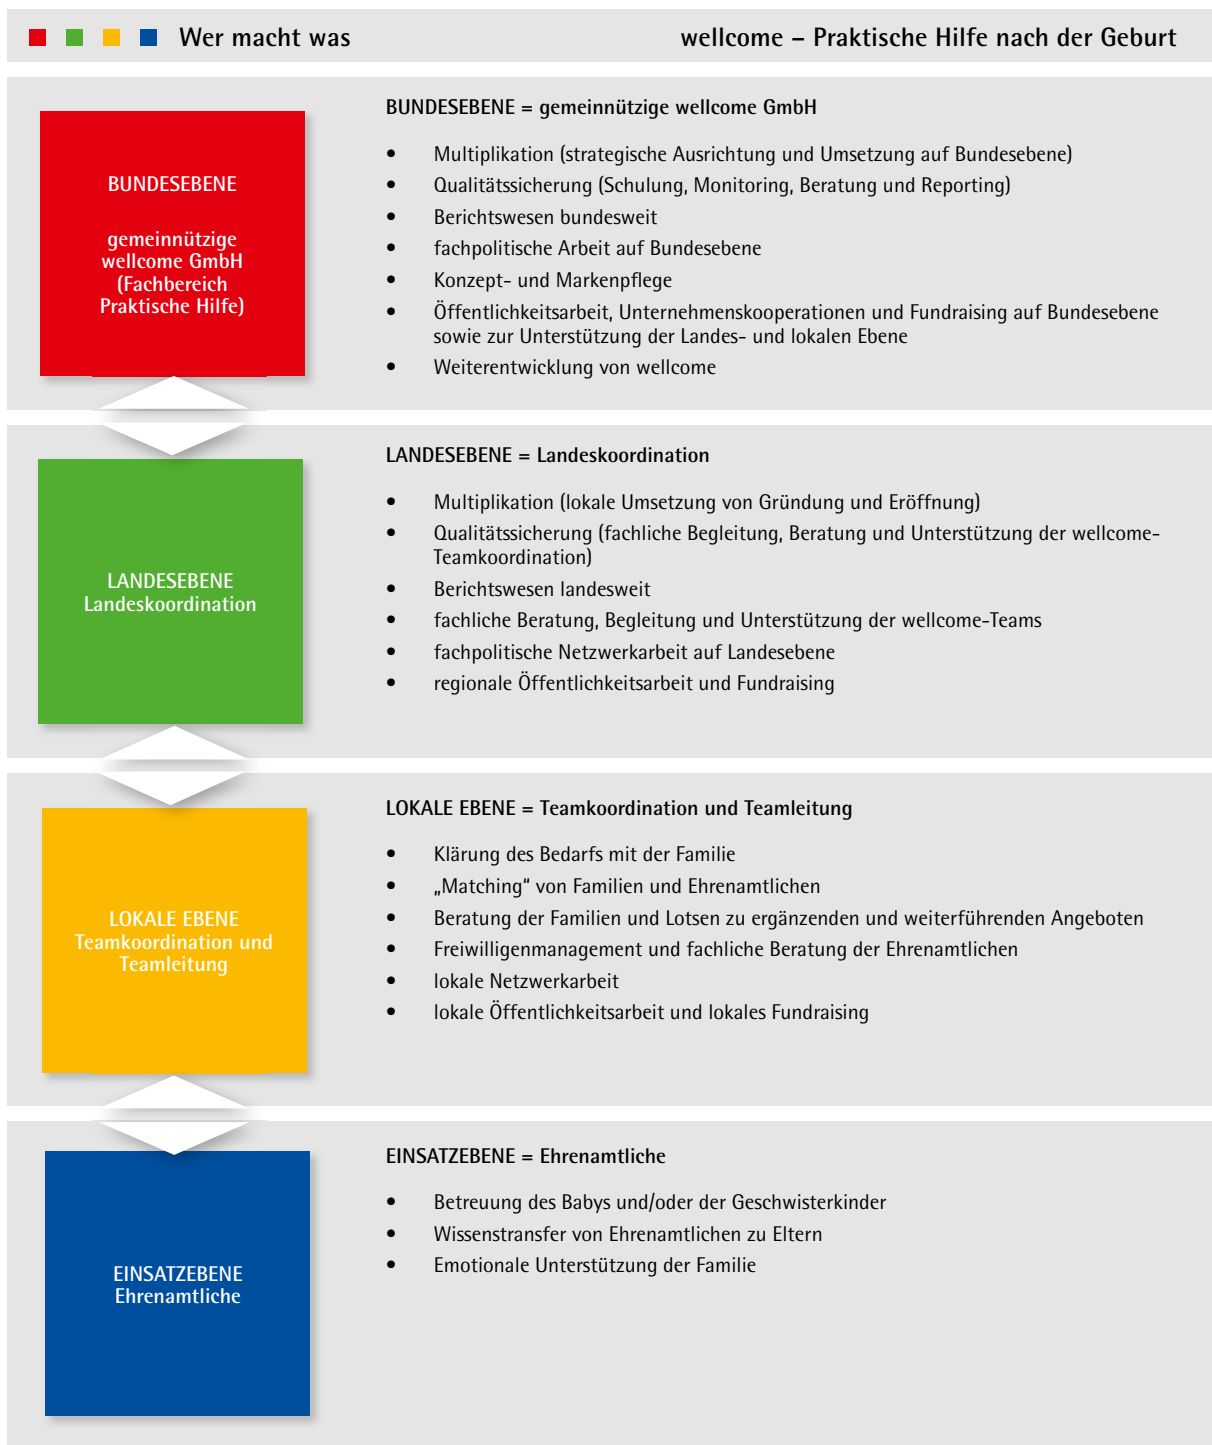 Wer macht was
wellcome – Praktische Hilfe nach der Geburt
BUNDESEBENE
gemeinnützige
wellcome GmbH
(Fachbereich
Praktische Hilfe)
BUNDESEBENE = gemeinnützige wellcome GmbH
• Multiplikation (strategische Ausrichtung und Umsetzung auf Bundesebene)
• Qualitätssicherung (Schulung, Monitoring, Beratung und Reporting)
• Berichtswesen bundesweit
• fachpolitische Arbeit auf Bundesebene
• Konzept- und Markenpflege
• Öffentlichkeitsarbeit, Unternehmenskooperationen und Fundraising auf Bundesebene
sowie zur Unterstützung der Landes- und lokalen Ebene
• Weiterentwicklung von wellcome
LANDESEBENE
Landeskoordination
LANDESEBENE = Landeskoordination
• Multiplikation (lokale Umsetzung von Gründung und Eröffnung)
• Qualitätssicherung (fachliche Begleitung, Beratung und Unterstützung der wellcome-
Teamkoordination)
• Berichtswesen landesweit
• fachliche Beratung, Begleitung und Unterstützung der wellcome-Teams
• fachpolitische Netzwerkarbeit auf Landesebene
• regionale Öffentlichkeitsarbeit und Fundraising
LOKALE EBENE
Teamkoordination und
Teamleitung
LOKALE EBENE = Teamkoordination und Teamleitung
• Klärung des Bedarfs mit der Familie
• „Matching“ von Familien und Ehrenamtlichen
• Beratung der Familien und Lotsen zu ergänzenden und weiterführenden Angeboten
• Freiwilligenmanagement und fachliche Beratung der Ehrenamtlichen
• lokale Netzwerkarbeit
• lokale Öffentlichkeitsarbeit und lokales Fundraising
EINSATZEBENE
Ehrenamtliche
EINSATZEBENE = Ehrenamtliche
• Betreuung des Babys und/oder der Geschwisterkinder
• Wissenstransfer von Ehrenamtlichen zu Eltern
• Emotionale Unterstützung der Familie